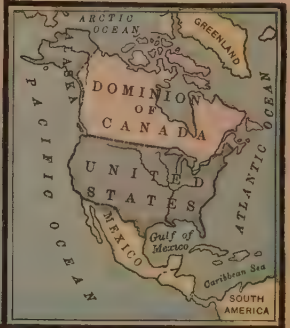 ARCTIC
OCEAN
GREENLAND
ALASKA
DOMINION
OF
CANADA
PACIFIC OCEAN
ATLANTIC OCEAN
UNITED
STATES
MEXICO
Gulf of
Mexico
Caribbean Sea
SOUTH
AMERICA